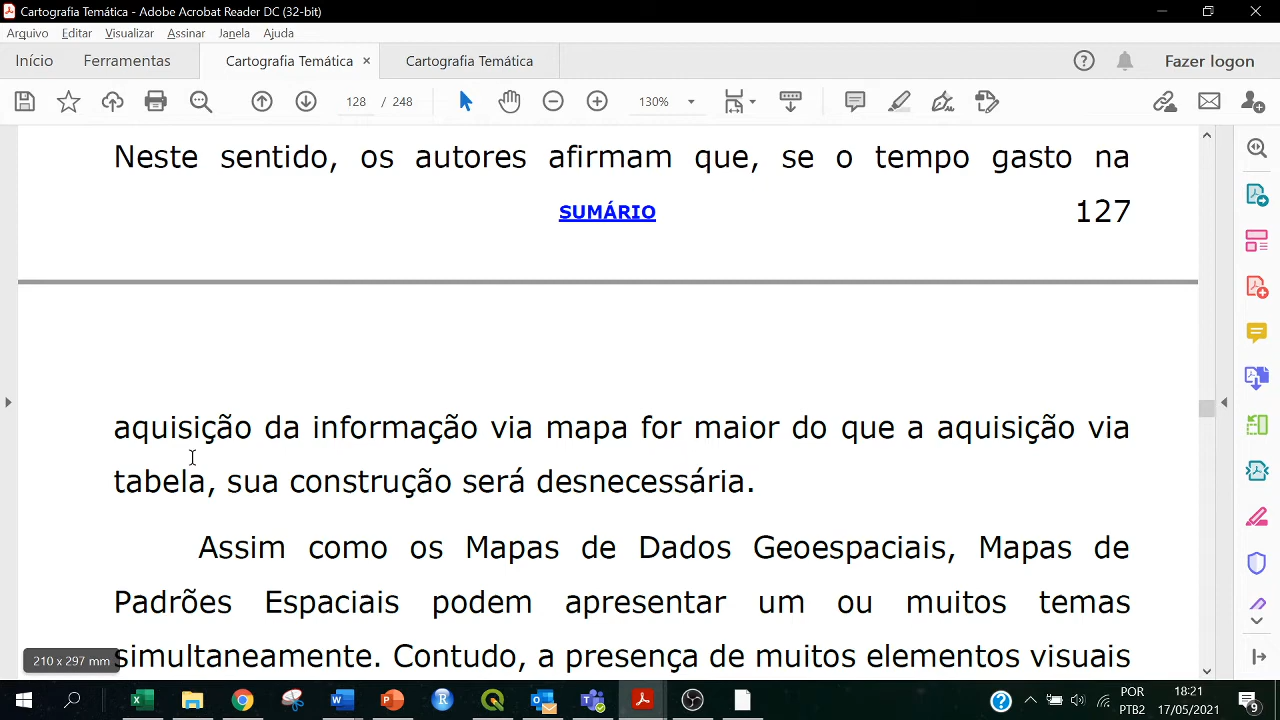 Cartografia Temática - Adobe Acrobat Reader DC (32-bit)
Arquivo Editar Visualizar Assinar Janela Ajuda
Início Ferramentas Cartografia Temática × Cartografia Temática Fazer logon
128 / 248 130%
Neste sentido, os autores afirmam que, se o tempo gasto na
SUMÁRIO 127
aquisição da informação via mapa for maior do que a aquisição via
tabela, sua construção será desnecessária.
Assim como os Mapas de Dados Geoespaciais, Mapas de
Padrões Espaciais podem apresentar um ou muitos temas
simultaneamente. Contudo, a presença de muitos elementos visuais
210 x 297 mm
POR 18:21
PTB2 17/05/2021 9